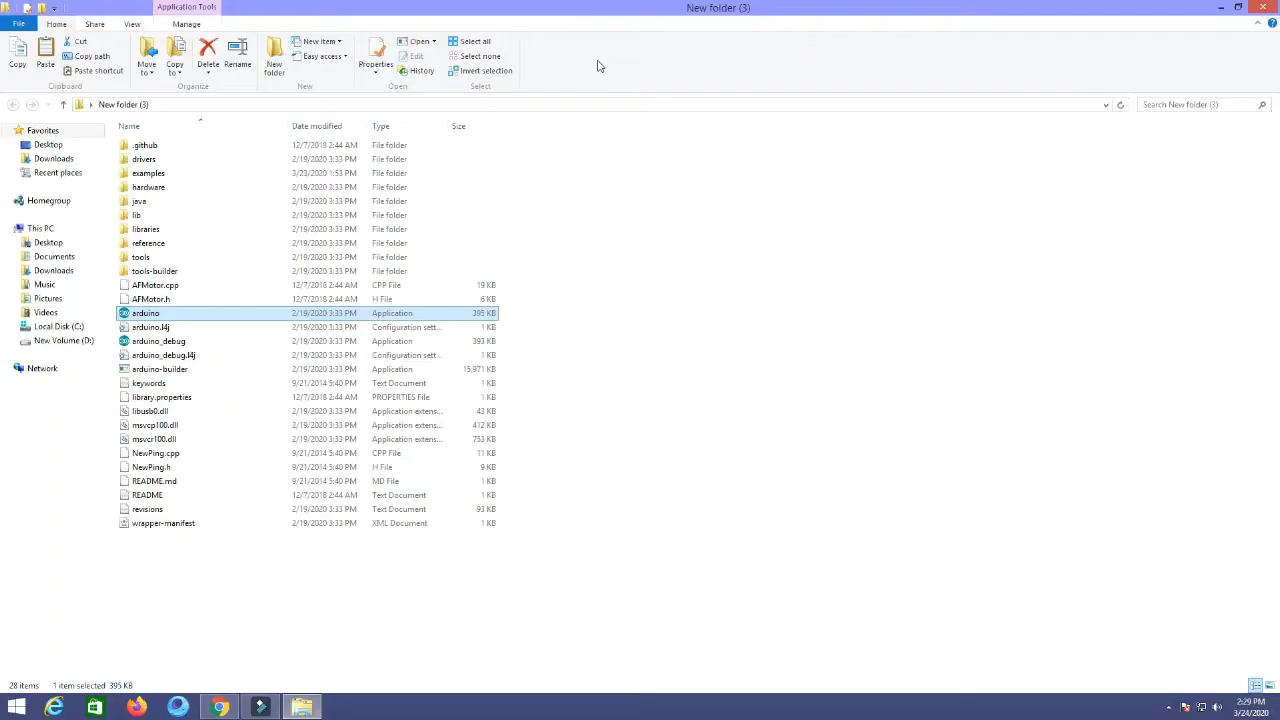 Application Tools
New folder (3)
File Home Share View Manage
Copy
Paste
Cut
Copy path
Paste shortcut
Clipboard
Move to
Copy to
Delete
Rename
Organize
New folder
New item
Easy access
New
Properties
Open
Edit
History
Open
Select all
Select none
Invert selection
Select
New folder (3)
Search New folder (3)
Favorites
Desktop
Downloads
Recent places
Homegroup
This PC
Desktop
Documents
Downloads
Music
Pictures
Videos
Local Disk (C:)
New Volume (D:)
Network
Name Date modified Type Size
.github 12/7/2018 2:44 AM File folder
drivers 2/19/2020 3:33 PM File folder
examples 3/23/2020 1:53 PM File folder
hardware 2/19/2020 3:33 PM File folder
java 2/19/2020 3:33 PM File folder
lib 2/19/2020 3:33 PM File folder
libraries 2/19/2020 3:33 PM File folder
reference 2/19/2020 3:33 PM File folder
tools 2/19/2020 3:33 PM File folder
tools-builder 2/19/2020 3:33 PM File folder
AFMotor.cpp 12/7/2018 2:44 AM CPP File 19 KB
AFMotor.h 12/7/2018 2:44 AM H File 6 KB
arduino 2/19/2020 3:33 PM Application 395 KB
arduino.l4j 2/19/2020 3:33 PM Configuration sett... 1 KB
arduino_debug 2/19/2020 3:33 PM Application 393 KB
arduino_debug.l4j 2/19/2020 3:33 PM Configuration sett... 1 KB
arduino-builder 2/19/2020 3:33 PM Application 15,971 KB
keywords 9/21/2014 5:40 PM Text Document 1 KB
library.properties 12/7/2018 2:44 AM PROPERTIES File 1 KB
libusb0.dll 2/19/2020 3:33 PM Application extens... 43 KB
msvcp100.dll 2/19/2020 3:33 PM Application extens... 412 KB
msvcr100.dll 2/19/2020 3:33 PM Application extens... 753 KB
NewPing.cpp 9/21/2014 5:40 PM CPP File 11 KB
NewPing.h 9/21/2014 5:40 PM H File 9 KB
README.md 9/21/2014 5:40 PM MD File 1 KB
README 12/7/2018 2:44 AM Text Document 1 KB
revisions 2/19/2020 3:33 PM Text Document 93 KB
wrapper-manifest 2/19/2020 3:33 PM XML Document 1 KB
28 items 1 item selected 395 KB
2:29 PM
3/24/2020